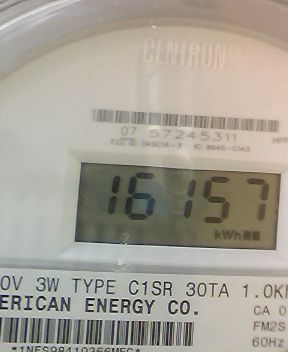 CENTRON®
07 57245311
16157
kWh
0V 3W TYPE C1SR 30TA 1.0K
ERICAN ENERGY CO.
CA 0
FM2S
60Hz